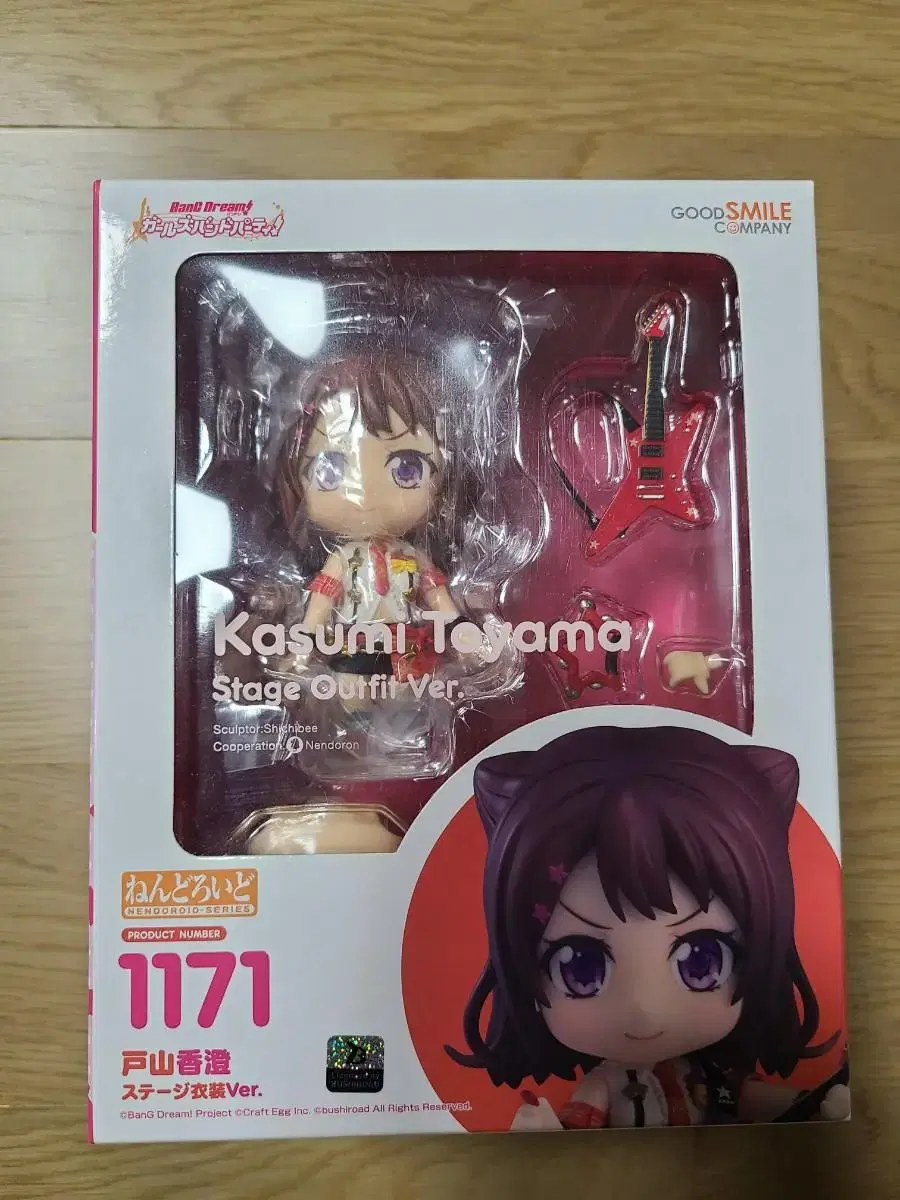 BanG Dream!
ガールズバンドパーティ!
GOOD SMILE
COMPANY
Kasumi Toyama
Stage Outfit Ver.
Sculptor:Shichibee
Cooperation: Nendoron
ねんどろいど
NENDOROID-SERIES
PRODUCT NUMBER
1171
戸山香澄
ステージ衣装Ver.
B
Licensed by
BUSHIROAD
©BanG Dream! Project ©Craft Egg Inc. ©bushiroad All Rights Reserved.